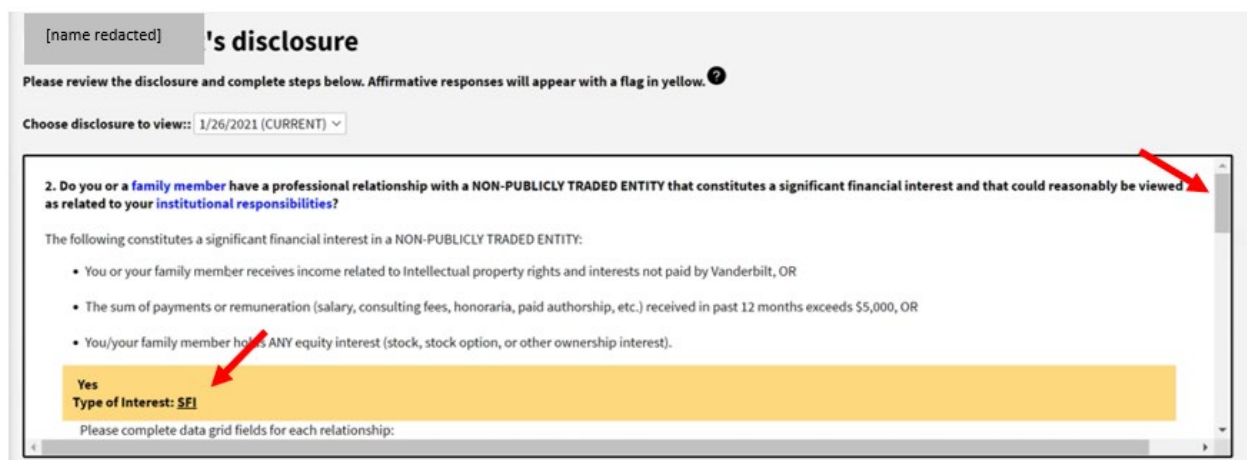 [name redacted] 's disclosure
Please review the disclosure and complete steps below. Affirmative responses will appear with a flag in yellow. ?
Choose disclosure to view:: 1/26/2021 (CURRENT)
2. Do you or a family member have a professional relationship with a NON-PUBLICLY TRADED ENTITY that constitutes a significant financial interest and that could reasonably be viewed
as related to your institutional responsibilities?
The following constitutes a significant financial interest in a NON-PUBLICLY TRADED ENTITY:
• You or your family member receives income related to Intellectual property rights and interests not paid by Vanderbilt, OR
• The sum of payments or remuneration (salary, consulting fees, honoraria, paid authorship, etc.) received in past 12 months exceeds $5,000, OR
• You/your family member holds ANY equity interest (stock, stock option, or other ownership interest).
Yes
Type of Interest: SFI
Please complete data grid fields for each relationship: